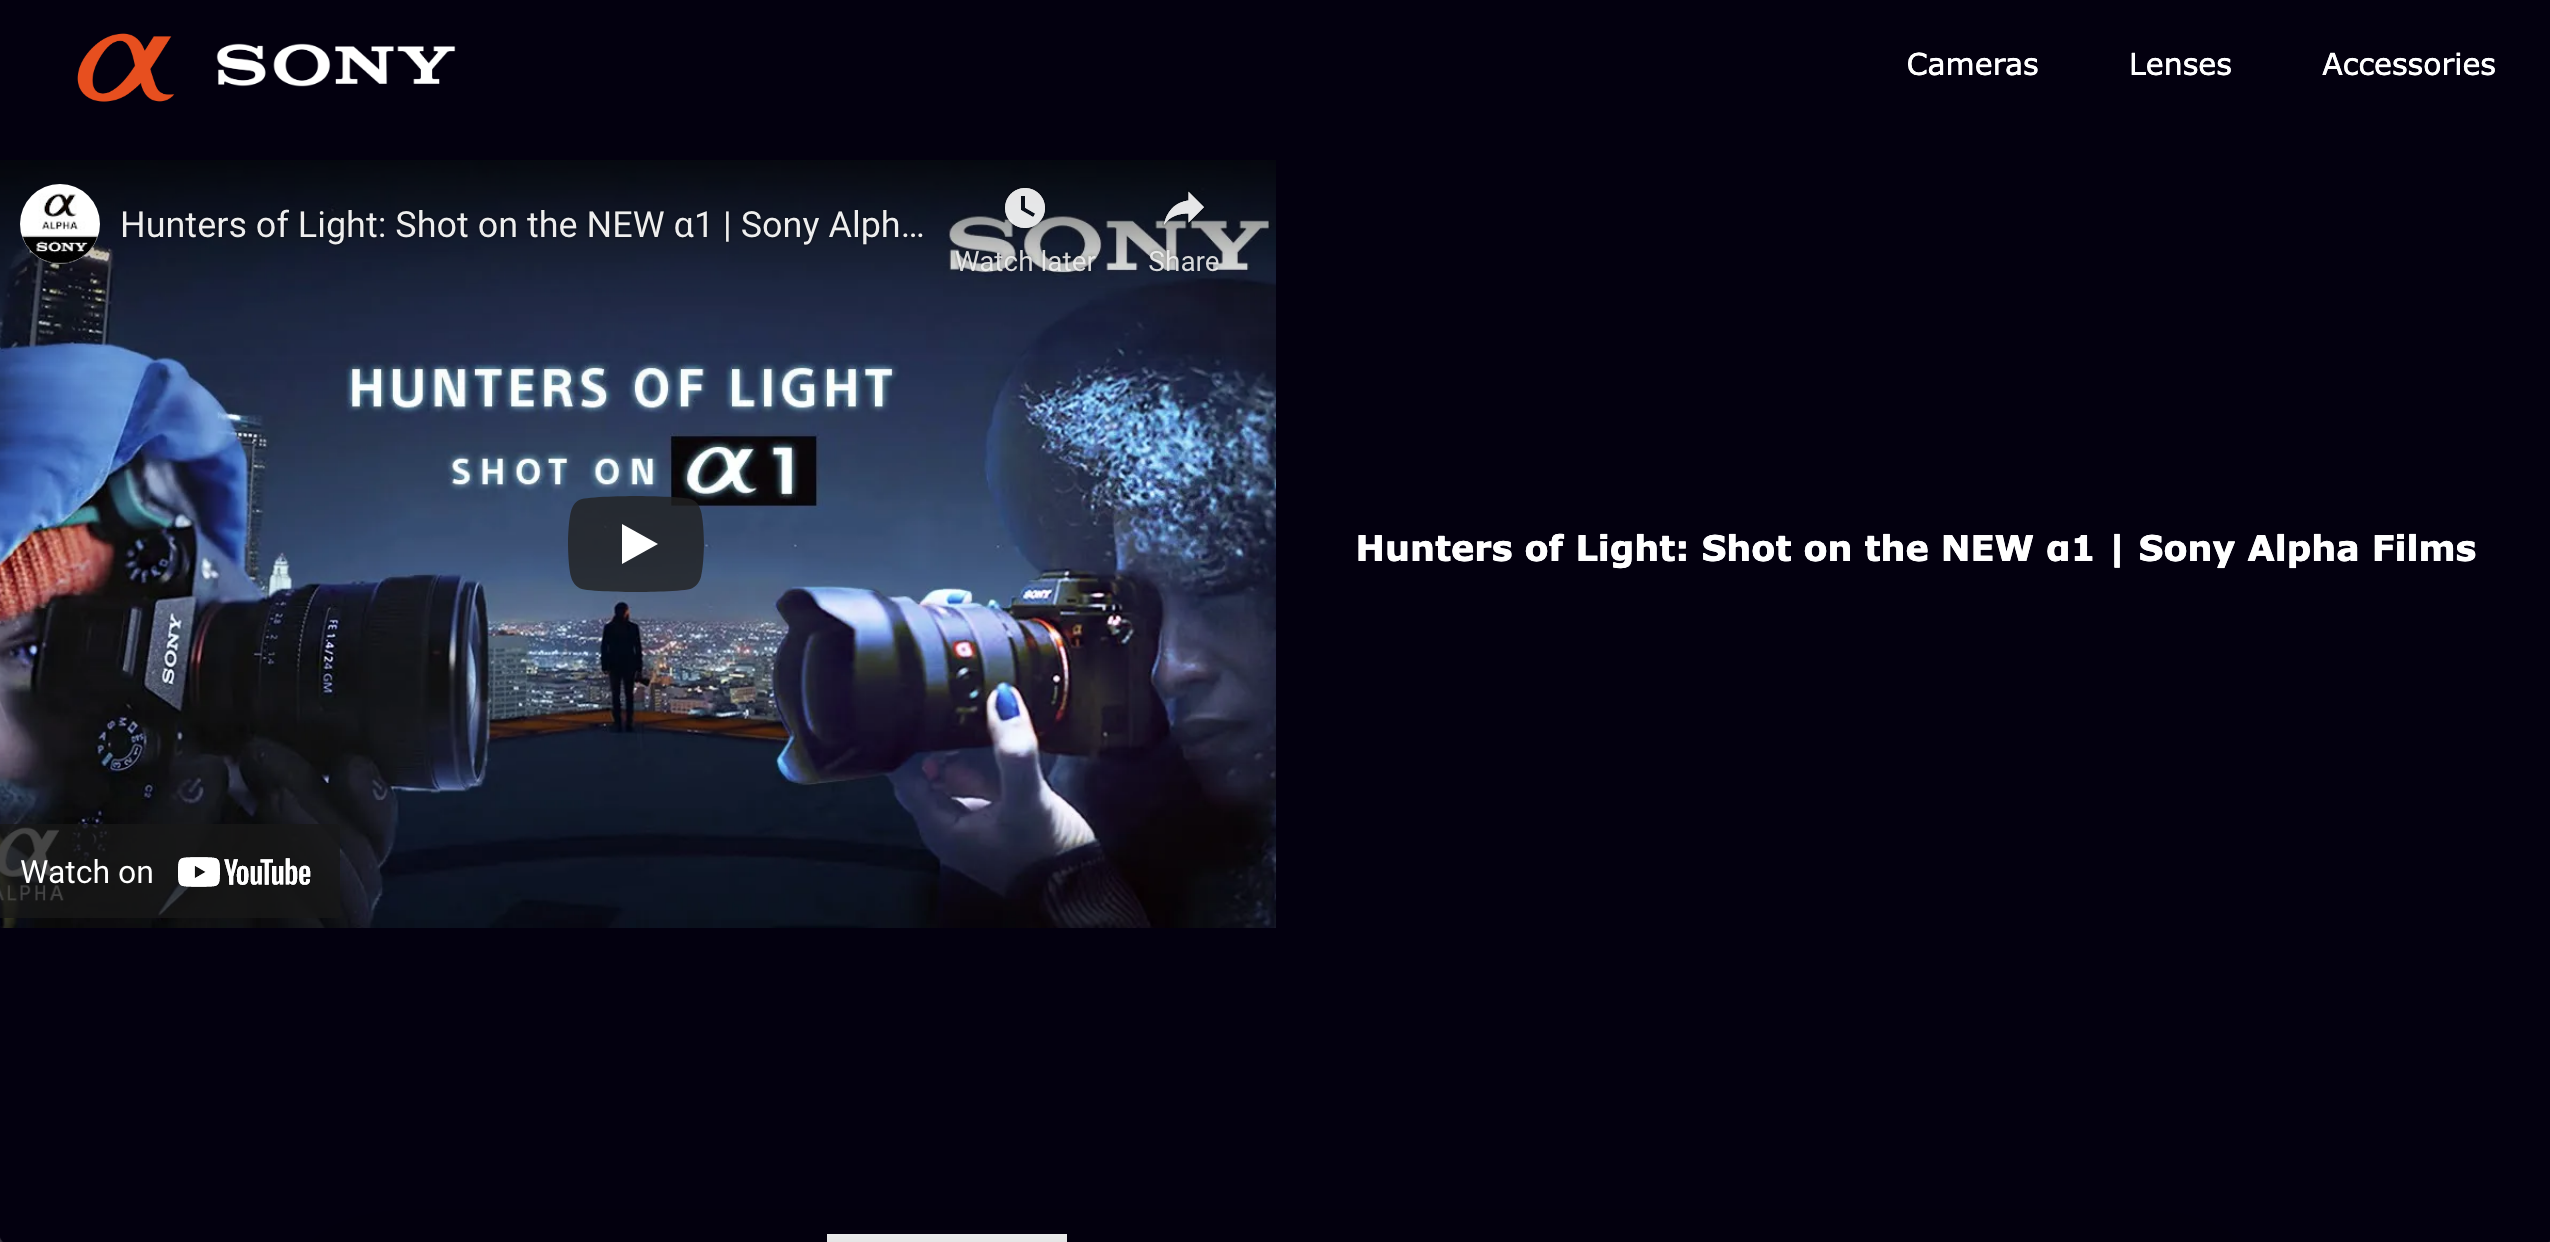 α SONY
Cameras Lenses Accessories
α
ALPHA
SONY
Hunters of Light: Shot on the NEW α1 | Sony Alph...
SONY
Watch later Share
HUNTERS OF LIGHT
SHOT ON α1
Hunters of Light: Shot on the NEW α1 | Sony Alpha Films
SONY
FE 1.4/24 GM
SONY
α
ALPHA
Watch on YouTube